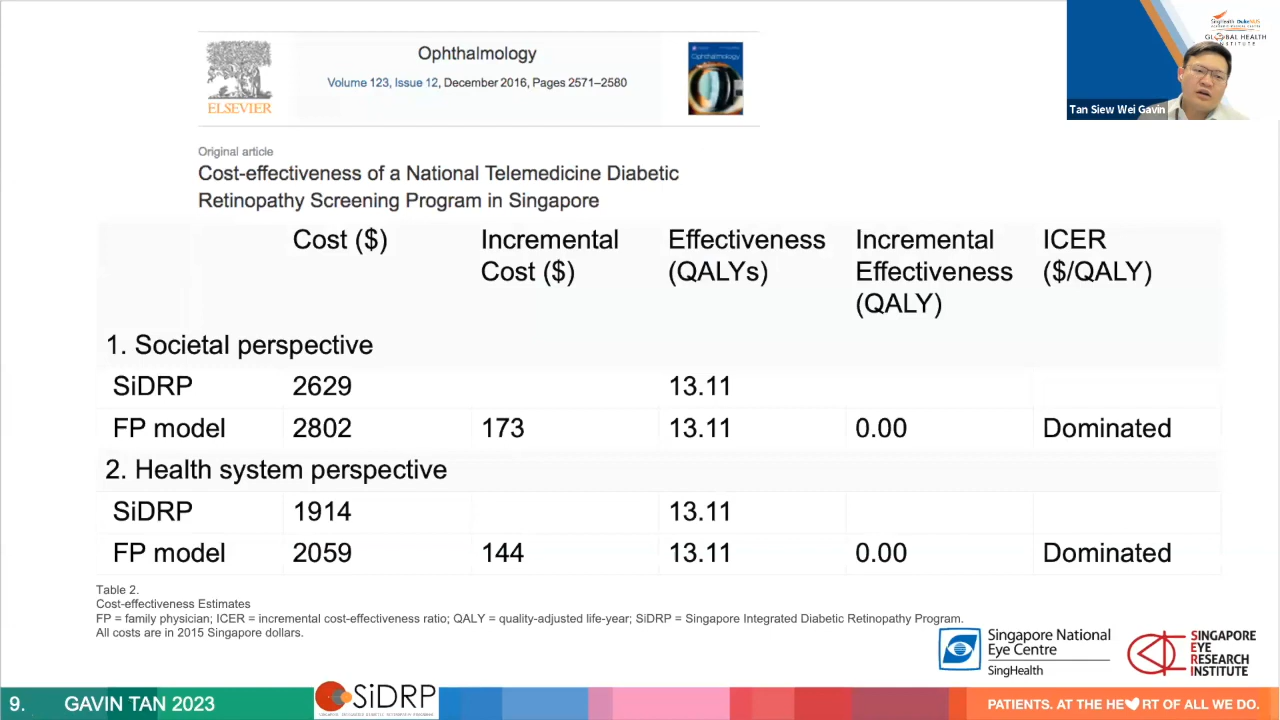 ELSEVIER
Ophthalmology
Volume 123, Issue 12, December 2016, Pages 2571–2580
Ophthalmology
SingHealth DukeNUS
GLOBAL HEALTH
INSTITUTE
Tan Siew Wei Gavin
Original article
Cost-effectiveness of a National Telemedicine Diabetic
Retinopathy Screening Program in Singapore
Cost ($) Incremental Cost ($) Effectiveness (QALYs) Incremental Effectiveness (QALY) ICER ($/QALY)
1. Societal perspective
SiDRP 2629 13.11
FP model 2802 173 13.11 0.00 Dominated
2. Health system perspective
SiDRP 1914 13.11
FP model 2059 144 13.11 0.00 Dominated
Table 2.
Cost-effectiveness Estimates
FP = family physician; ICER = incremental cost-effectiveness ratio; QALY = quality-adjusted life-year; SiDRP = Singapore Integrated Diabetic Retinopathy Program.
All costs are in 2015 Singapore dollars.
Singapore National
Eye Centre
SingHealth
SINGAPORE
EYE
RESEARCH
INSTITUTE
9. GAVIN TAN 2023
SiDRP
PATIENTS. AT THE HE RT OF ALL WE DO.